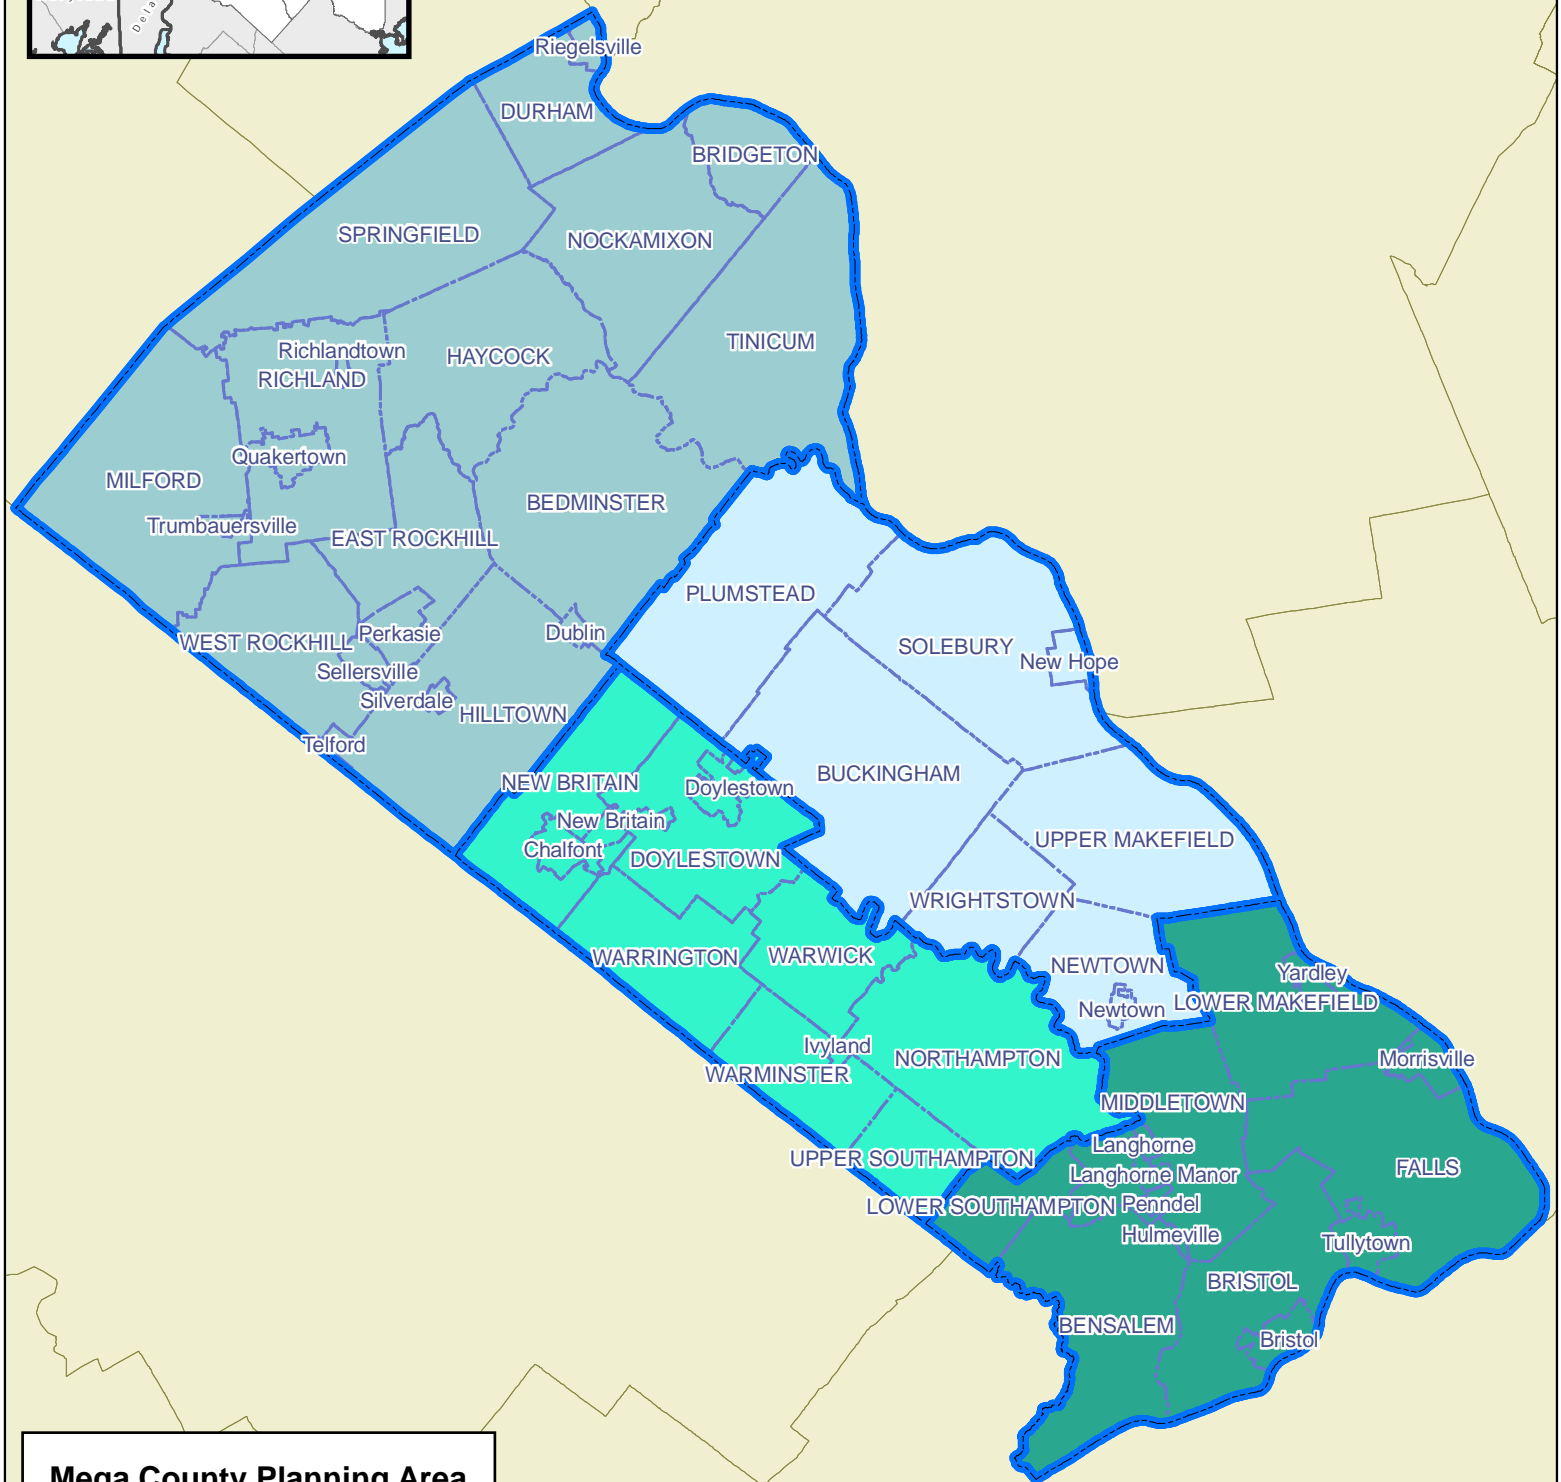 Dela
Riegelsville
DURHAM
BRIDGETON
SPRINGFIELD
NOCKAMIXON
TINICUM
Richlandtown
HAYCOCK
RICHLAND
Quakertown
MILFORD
BEDMINSTER
Trumbauersville
EAST ROCKHILL
PLUMSTEAD
WEST ROCKHILL
Perkasie
Dublin
SOLEBURY
New Hope
Sellersville
Silverdale
HILLTOWN
Telford
NEW BRITAIN
Doylestown
BUCKINGHAM
New Britain
Chalfont
DOYLESTOWN
UPPER MAKEFIELD
WRIGHTSTOWN
WARRINGTON
WARWICK
NEWTOWN
Yardley
Newtown
LOWER MAKEFIELD
Ivyland
NORTHAMPTON
Morrisville
WARMINSTER
MIDDLETOWN
Langhorne
UPPER SOUTHAMPTON
Langhorne Manor
FALLS
LOWER SOUTHAMPTON
Penndel
Hulmeville
Tullytown
BRISTOL
BENSALEM
Bristol
Mega County Planning Area